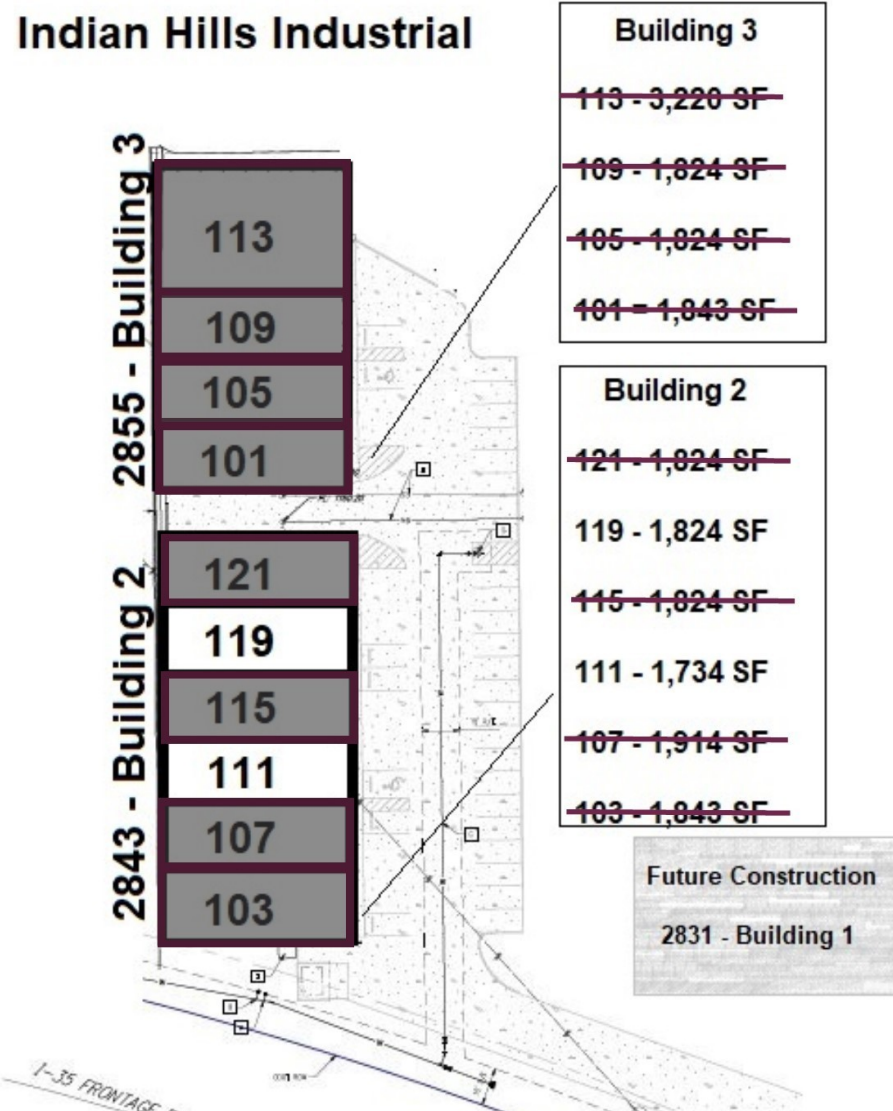 Indian Hills Industrial
Building 3
113 - 3,220 SF
109 - 1,824 SF
105 - 1,824 SF
101 = 1,843 SF
Building 2
121 - 1,824 SF
119 - 1,824 SF
115 - 1,824 SF
111 - 1,734 SF
107 - 1,914 SF
103 - 1,843 SF
Future Construction
2831 - Building 1
2855 - Building 3
113
109
105
101
2843 - Building 2
121
119
115
111
107
103
I-35 FRONTAGE